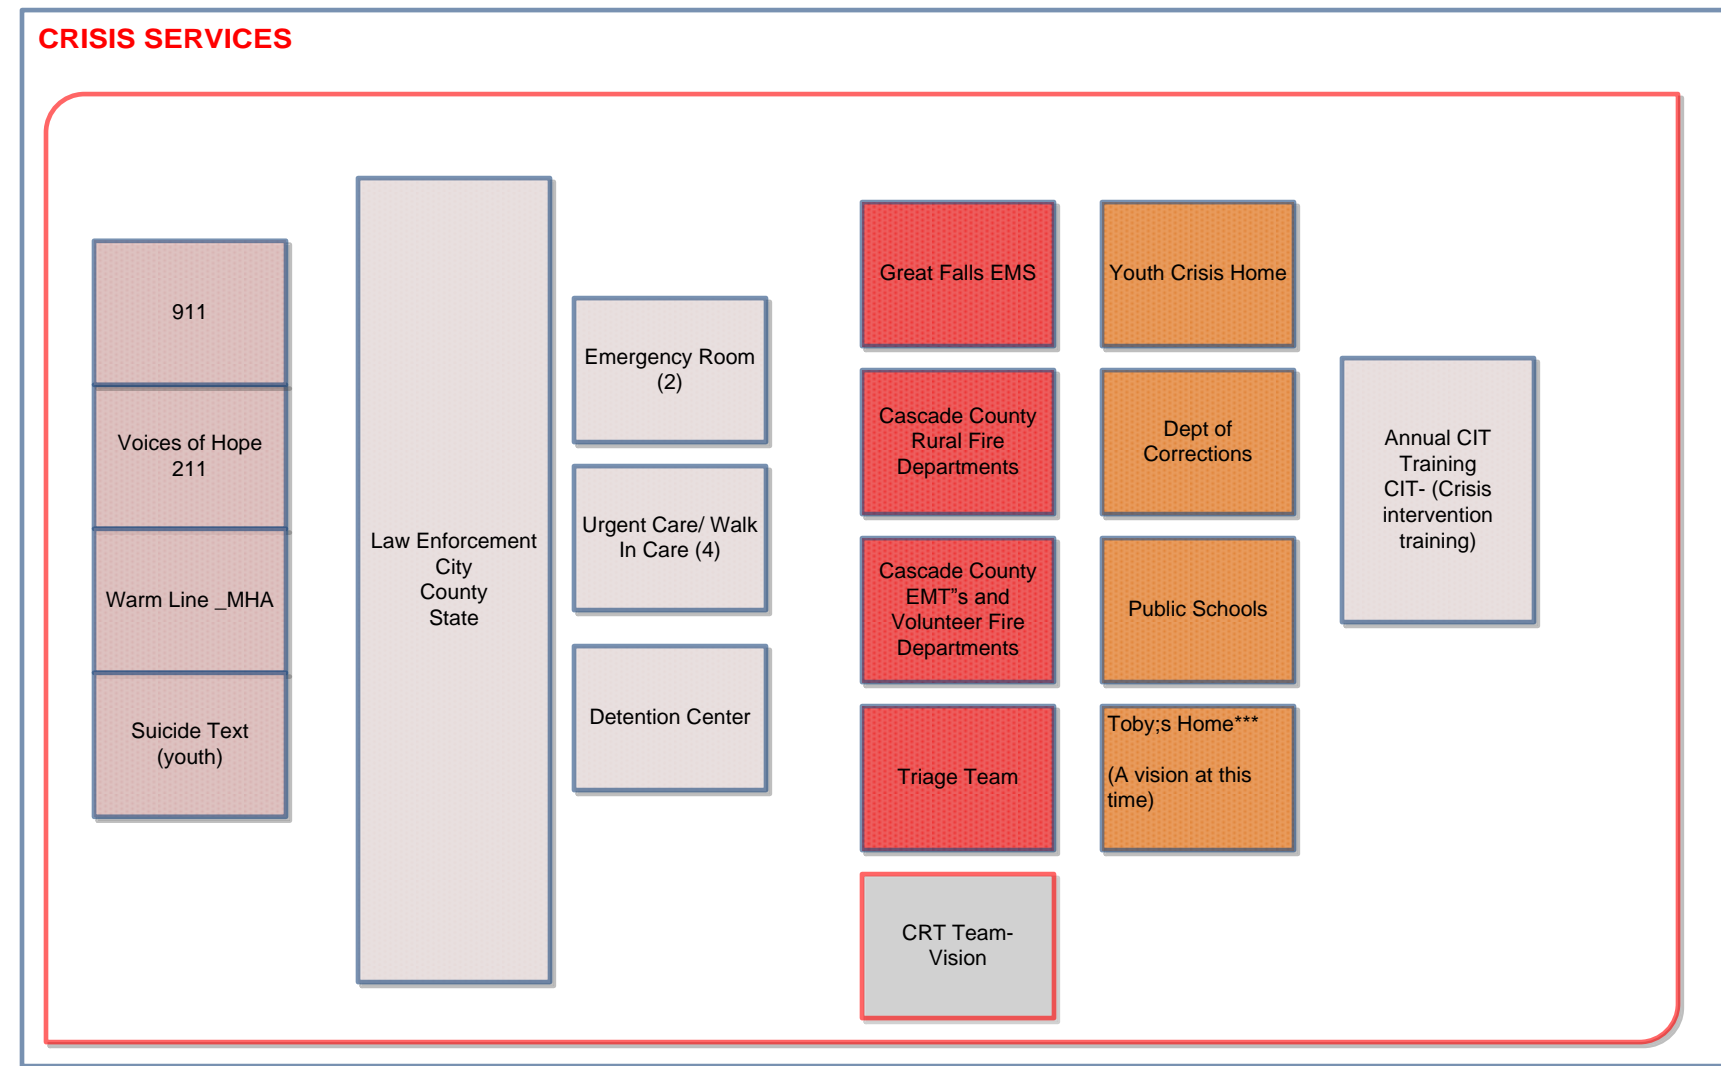 CRISIS SERVICES
911
Voices of Hope
211
Warm Line _MHA
Suicide Text
(youth)
Law Enforcement
City
County
State
Emergency Room
(2)
Urgent Care/ Walk
In Care (4)
Detention Center
Great Falls EMS
Cascade County
Rural Fire
Departments
Cascade County
EMT"s and
Volunteer Fire
Departments
Triage Team
CRT Team-
Vision
Youth Crisis Home
Dept of
Corrections
Public Schools
Toby;s Home***
(A vision at this
time)
Annual CIT
Training
CIT- (Crisis
intervention
training)